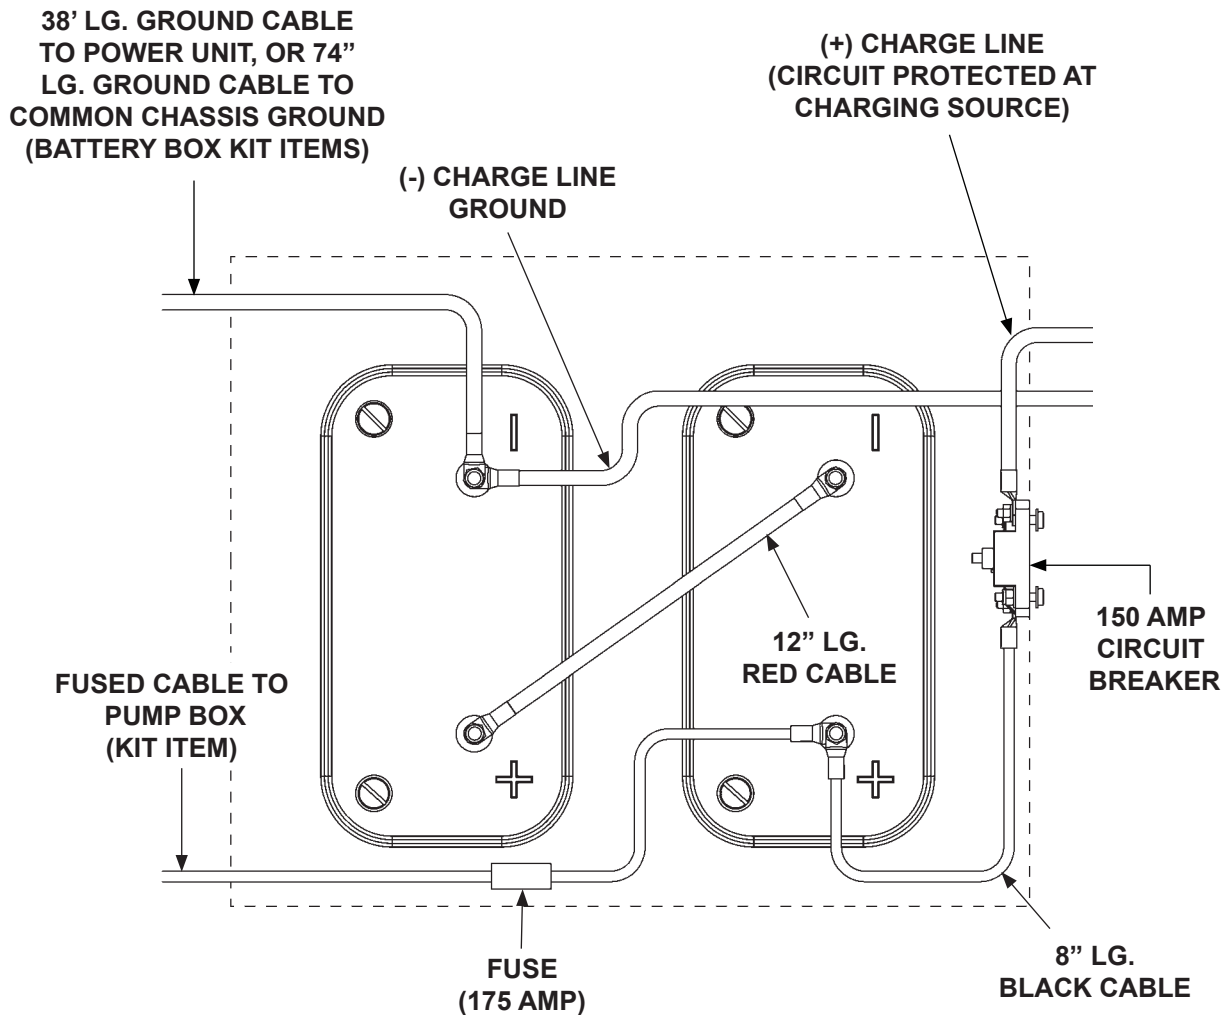 38’ LG. GROUND CABLE
TO POWER UNIT, OR 74”
LG. GROUND CABLE TO
COMMON CHASSIS GROUND
(BATTERY BOX KIT ITEMS)
(+) CHARGE LINE
(CIRCUIT PROTECTED AT
CHARGING SOURCE)
(-) CHARGE LINE
GROUND
12” LG.
RED CABLE
150 AMP
CIRCUIT
BREAKER
FUSED CABLE TO
PUMP BOX
(KIT ITEM)
FUSE
(175 AMP)
8” LG.
BLACK CABLE